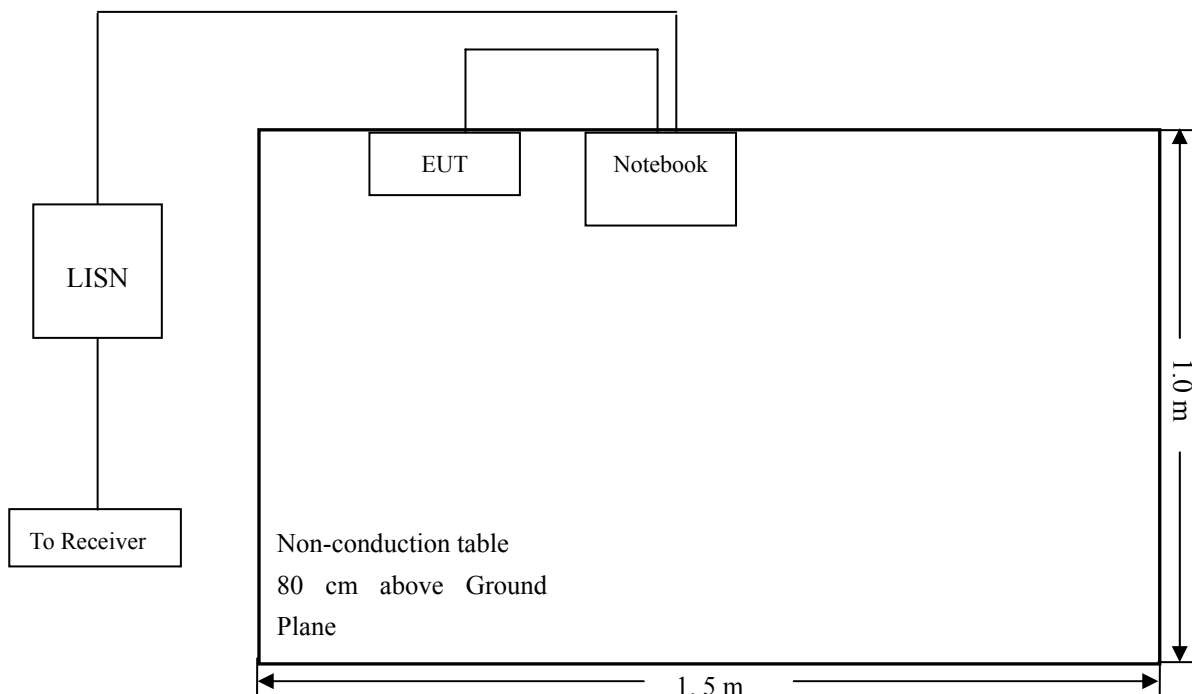 EUT
Notebook
LISN
1.0 m
To Receiver
Non-conduction table
80 cm above Ground
Plane
1. 5 m